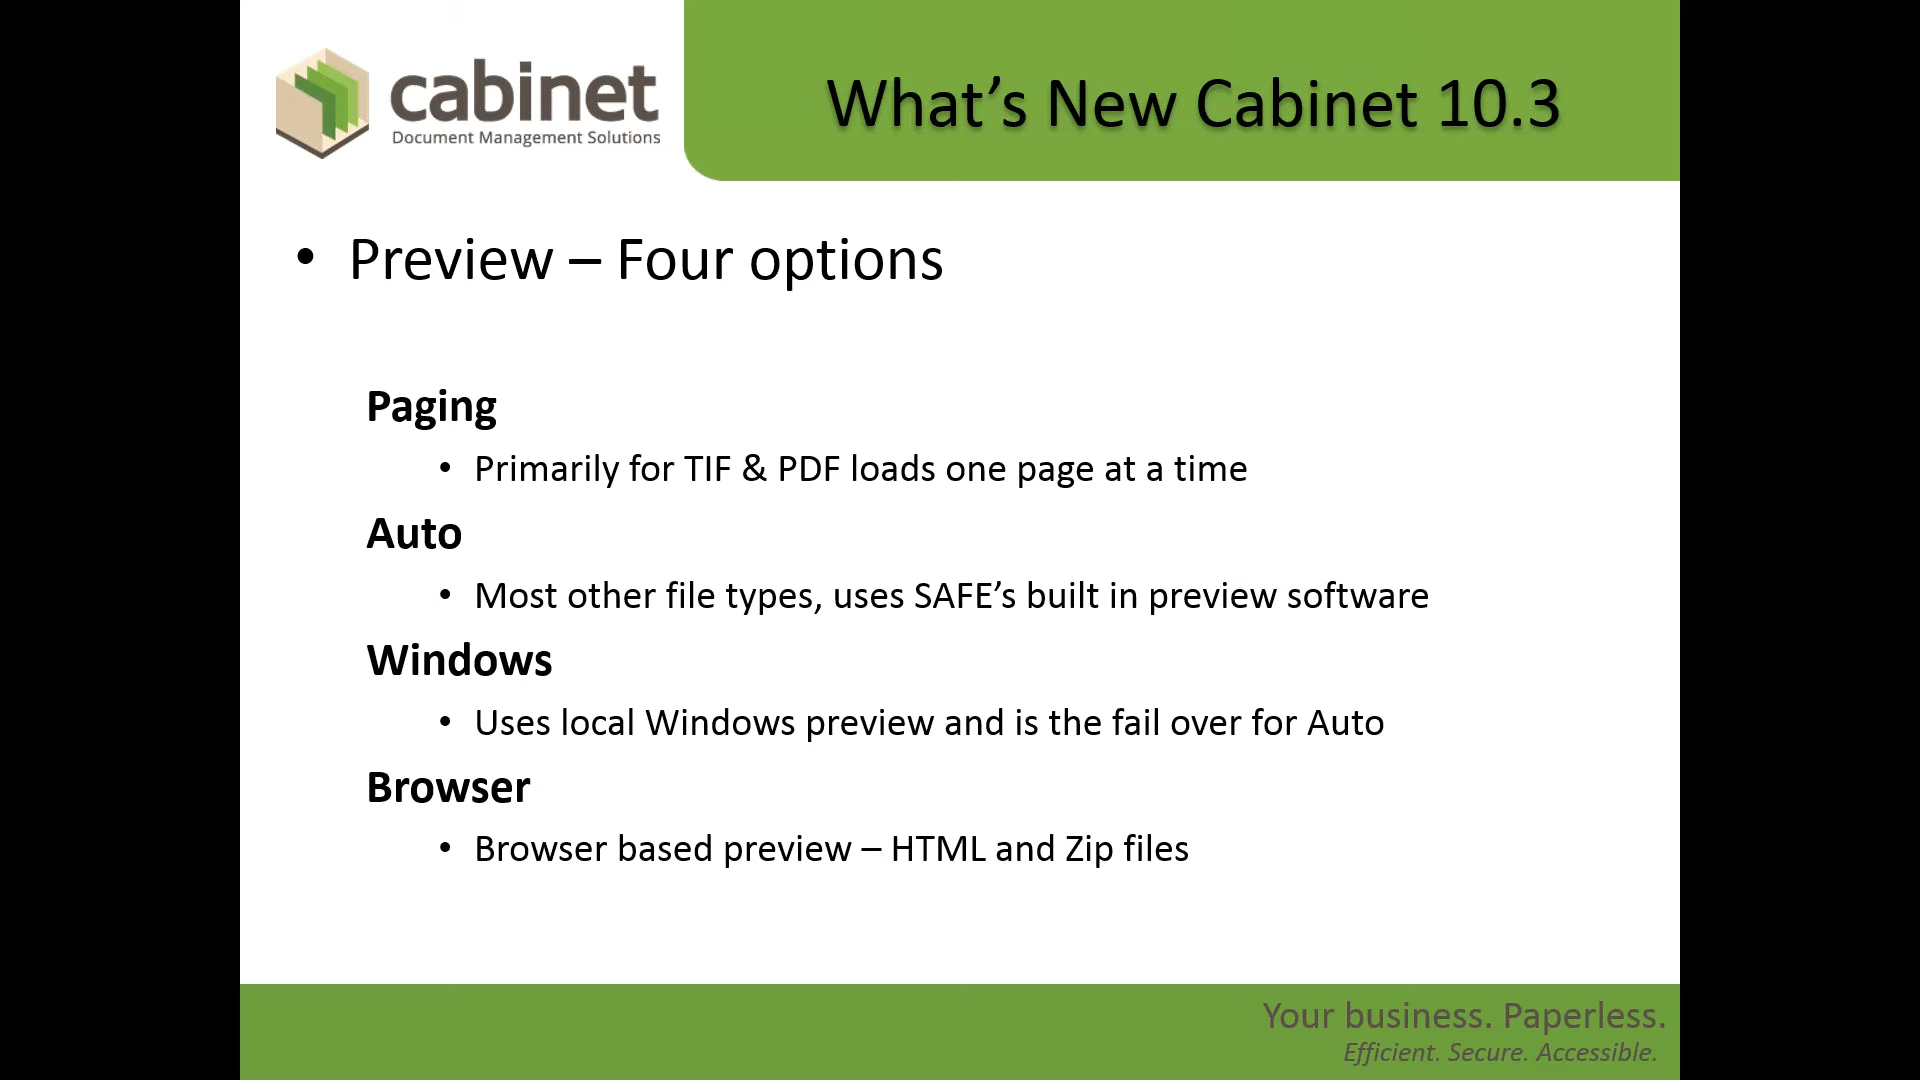 cabinet
Document Management Solutions
What’s New Cabinet 10.3
• Preview – Four options
Paging
• Primarily for TIF & PDF loads one page at a time
Auto
• Most other file types, uses SAFE’s built in preview software
Windows
• Uses local Windows preview and is the fail over for Auto
Browser
• Browser based preview – HTML and Zip files
Your business. Paperless.
Efficient. Secure. Accessible.